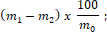 (m₁ − m₂) x 100/m₀ ;